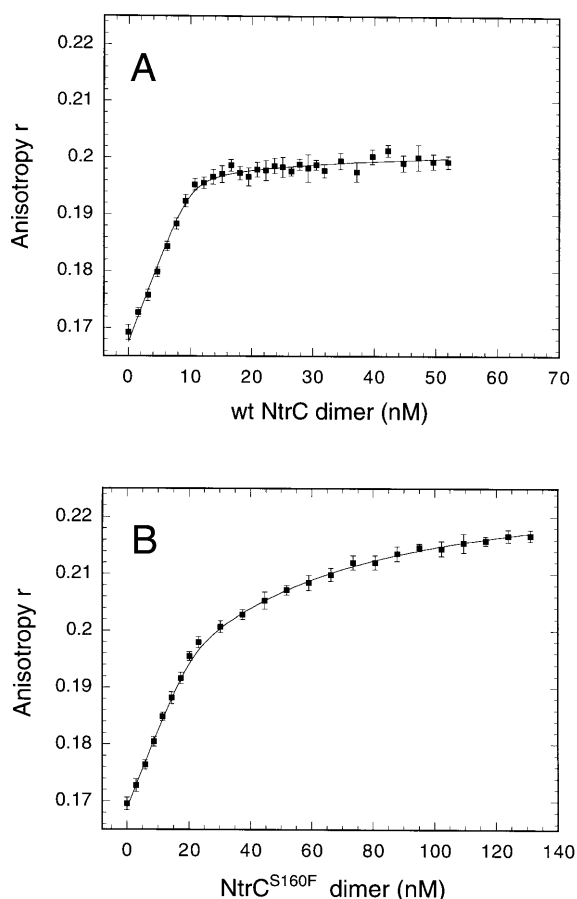 A
0.22
0.21
0.2
0.19
0.18
0.17
Anisotropy r
0 10 20 30 40 50 60 70
wt NtrC dimer (nM)
B
0.22
0.21
0.2
0.19
0.18
0.17
Anisotropy r
0 20 40 60 80 100 120 140
NtrC^S160F dimer (nM)